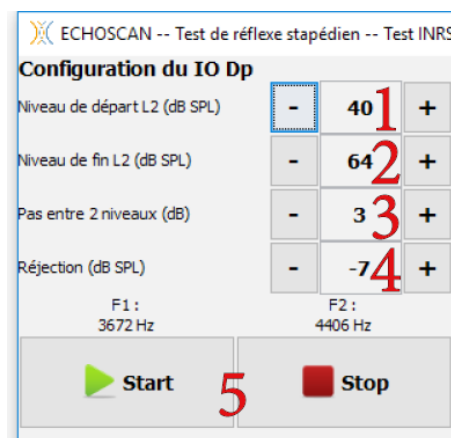 ECHOSCAN -- Test de réflexe stapédien -- Test INRS
Configuration du IO Dp
Niveau de départ L2 (dB SPL) - 40 1 +
Niveau de fin L2 (dB SPL) - 64 2 +
Pas entre 2 niveaux (dB) - 3 3 +
Réjection (dB SPL) - -7 4 +
F1 : F2 :
3672 Hz 4406 Hz
Start 5 Stop